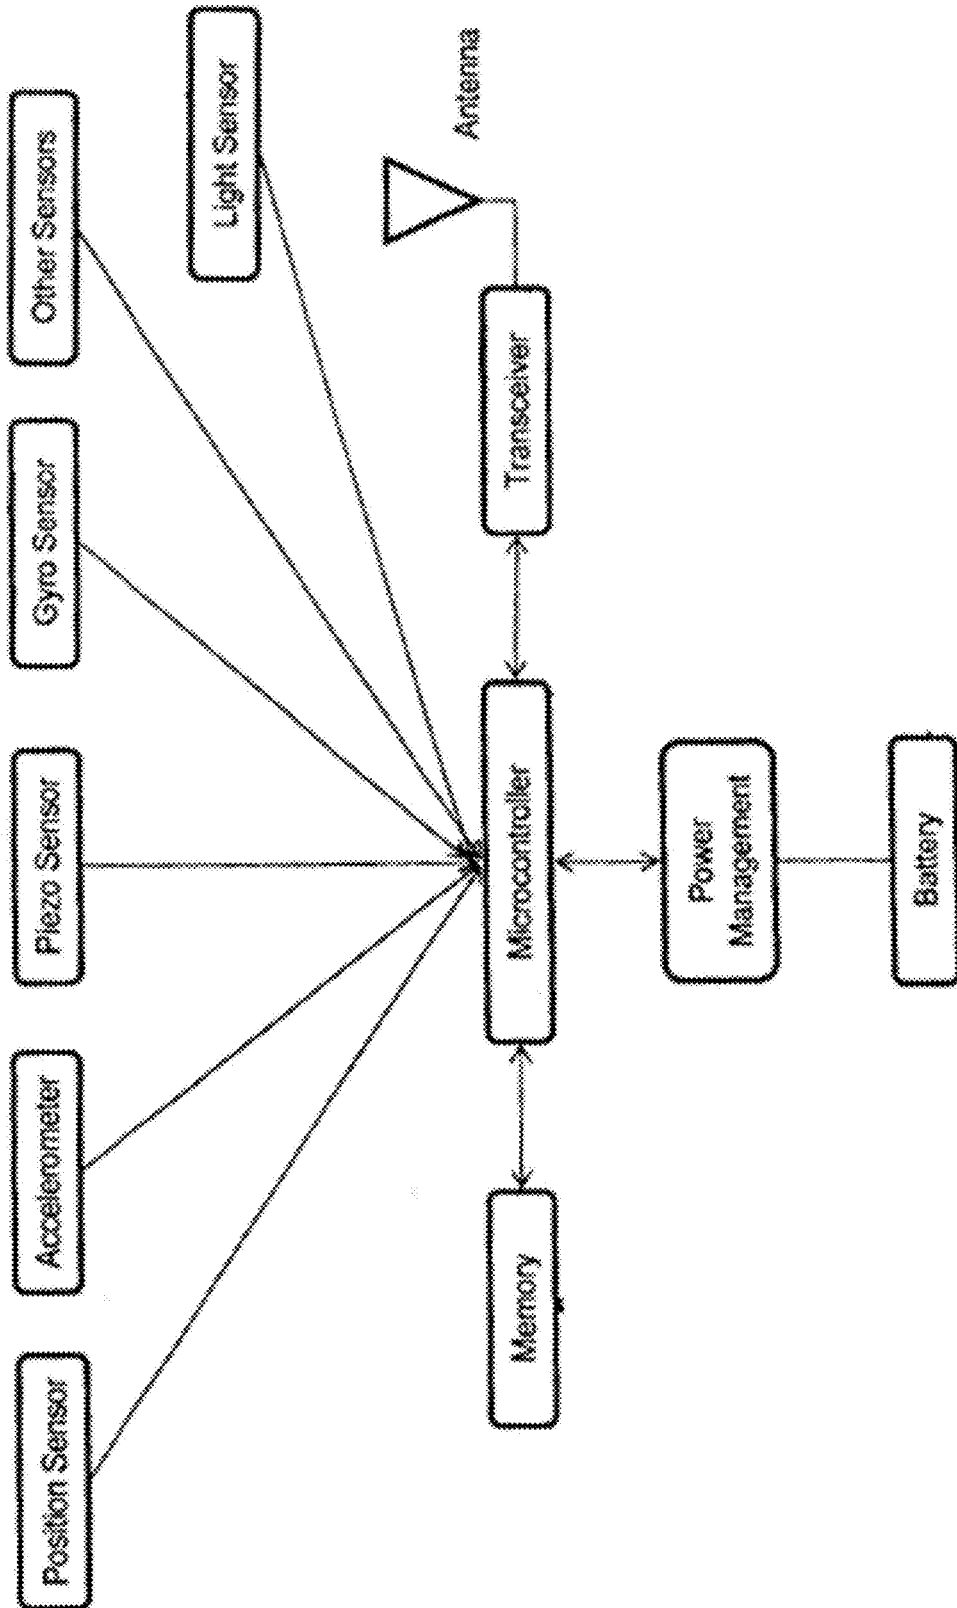 Position Sensor
Accelerometer
Piezo Sensor
Gyro Sensor
Other Sensors
Light Sensor
Antenna
Memory
Microcontroller
Transceiver
Power
Management
Battery